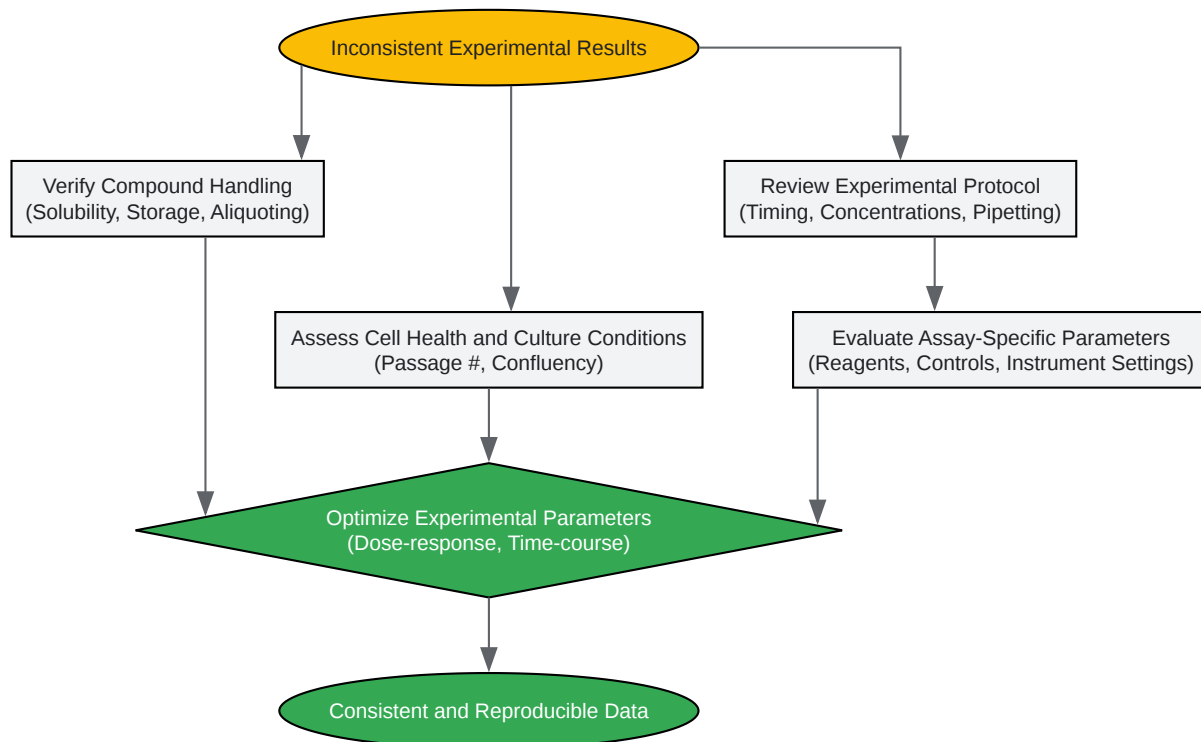 Inconsistent Experimental Results
Verify Compound Handling
(Solubility, Storage, Aliquoting)
Review Experimental Protocol
(Timing, Concentrations, Pipetting)
Assess Cell Health and Culture Conditions
(Passage #, Confluency)
Evaluate Assay-Specific Parameters
(Reagents, Controls, Instrument Settings)
Optimize Experimental Parameters
(Dose-response, Time-course)
Consistent and Reproducible Data